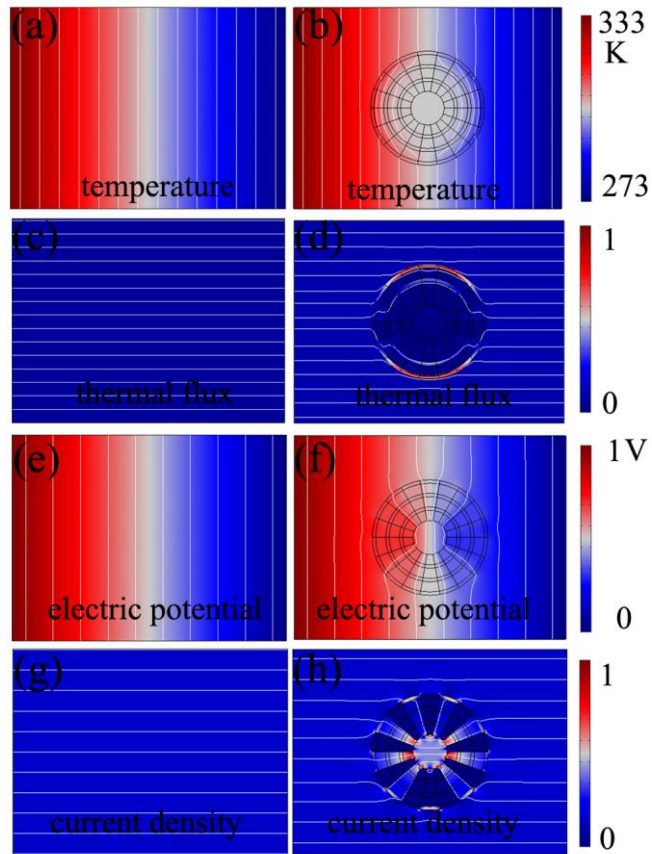 (a)
temperature
(b)
temperature
333
K
273
(c)
thermal flux
(d)
thermal flux
1
0
(e)
electric potential
(f)
electric potential
1V
0
(g)
current density
(h)
current density
1
0